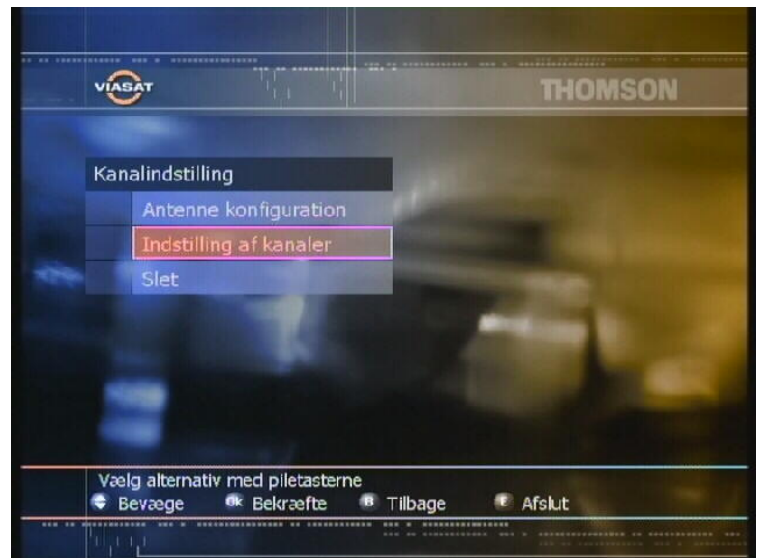 VIASAT
THOMSON
Kanalindstilling
Antenne konfiguration
Indstilling af kanaler
Slet
Vælg alternativ med piletasterne
Bevæge Ok Bekræfte B Tilbage E Afslut